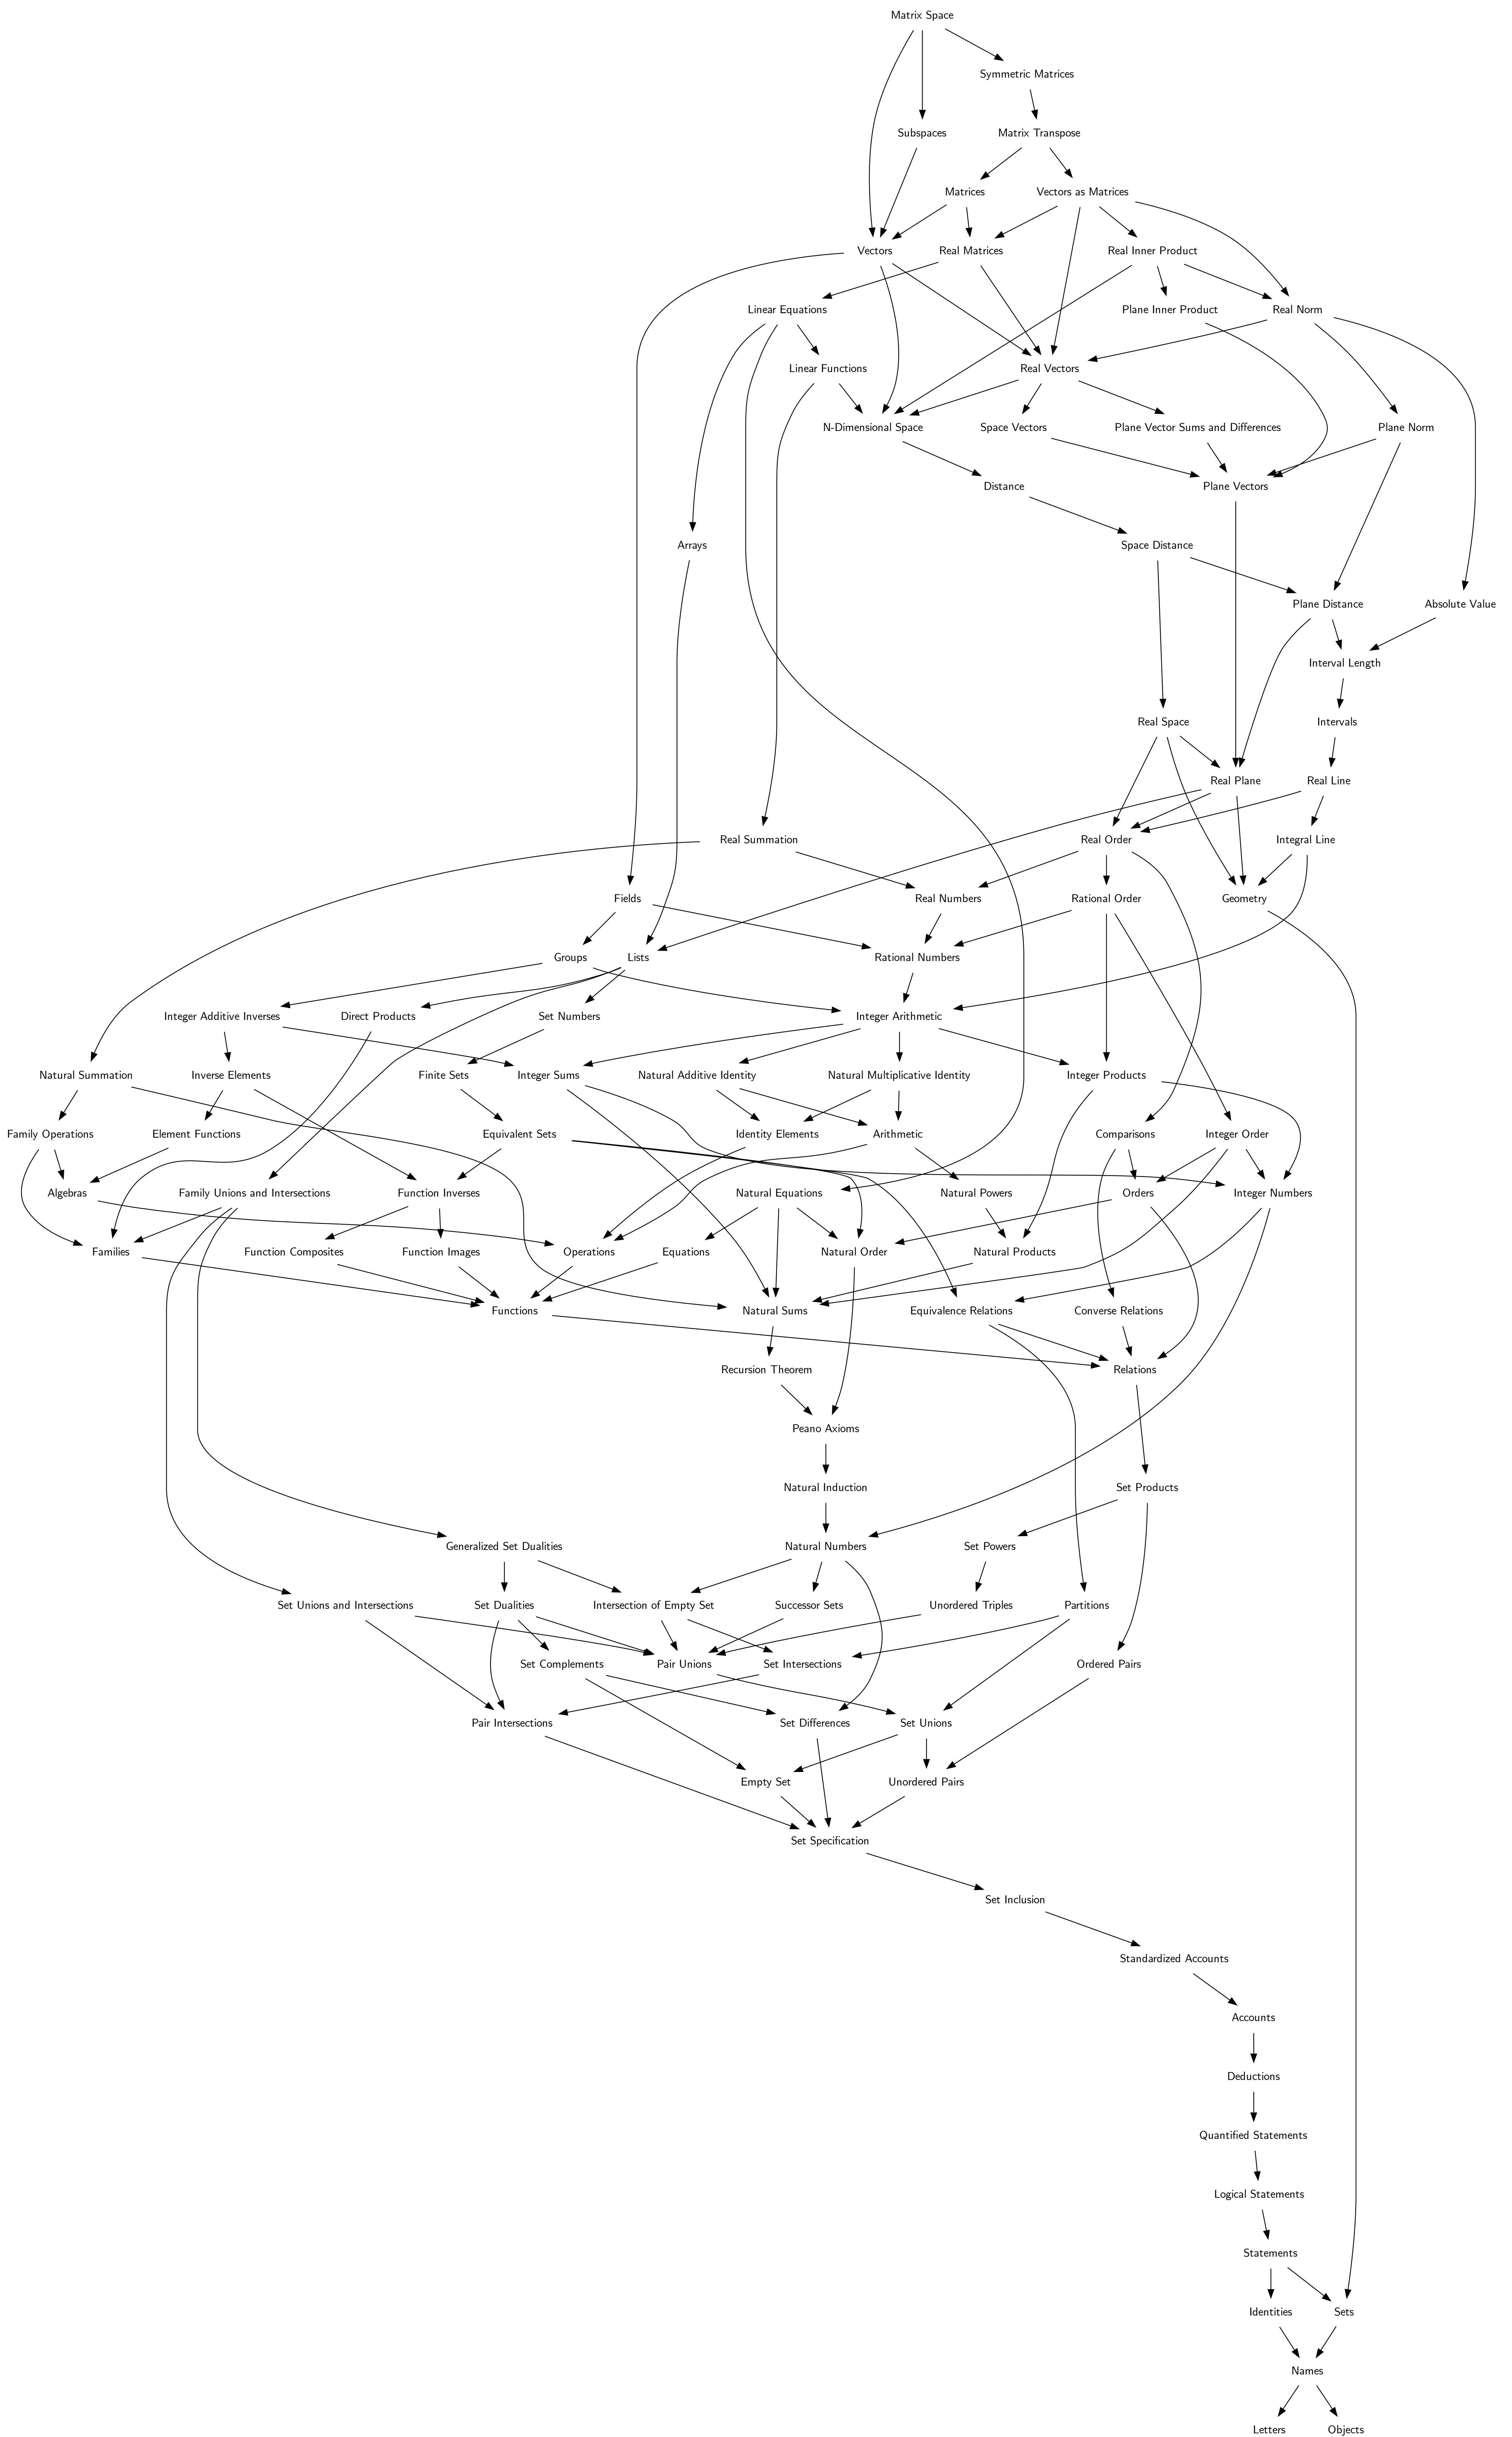 Matrix Space
Symmetric Matrices
Subspaces
Matrix Transpose
Matrices
Vectors as Matrices
Vectors
Real Matrices
Real Inner Product
Linear Equations
Plane Inner Product
Real Norm
Linear Functions
Real Vectors
N-Dimensional Space
Space Vectors
Plane Vector Sums and Differences
Plane Norm
Distance
Plane Vectors
Arrays
Space Distance
Plane Distance
Absolute Value
Interval Length
Real Space
Intervals
Real Plane
Real Line
Real Summation
Real Order
Integral Line
Fields
Real Numbers
Rational Order
Geometry
Groups
Lists
Rational Numbers
Integer Additive Inverses
Direct Products
Set Numbers
Integer Arithmetic
Natural Summation
Inverse Elements
Finite Sets
Integer Sums
Natural Additive Identity
Natural Multiplicative Identity
Integer Products
Family Operations
Element Functions
Equivalent Sets
Identity Elements
Arithmetic
Comparisons
Integer Order
Algebras
Family Unions and Intersections
Function Inverses
Natural Equations
Natural Powers
Orders
Integer Numbers
Families
Function Composites
Function Images
Operations
Equations
Natural Order
Natural Products
Functions
Natural Sums
Equivalence Relations
Converse Relations
Recursion Theorem
Relations
Peano Axioms
Natural Induction
Set Products
Generalized Set Dualities
Natural Numbers
Set Powers
Set Unions and Intersections
Set Dualities
Intersection of Empty Set
Successor Sets
Unordered Triples
Partitions
Set Complements
Pair Unions
Set Intersections
Ordered Pairs
Pair Intersections
Set Differences
Set Unions
Empty Set
Unordered Pairs
Set Specification
Set Inclusion
Standardized Accounts
Accounts
Deductions
Quantified Statements
Logical Statements
Statements
Identities
Sets
Names
Letters
Objects